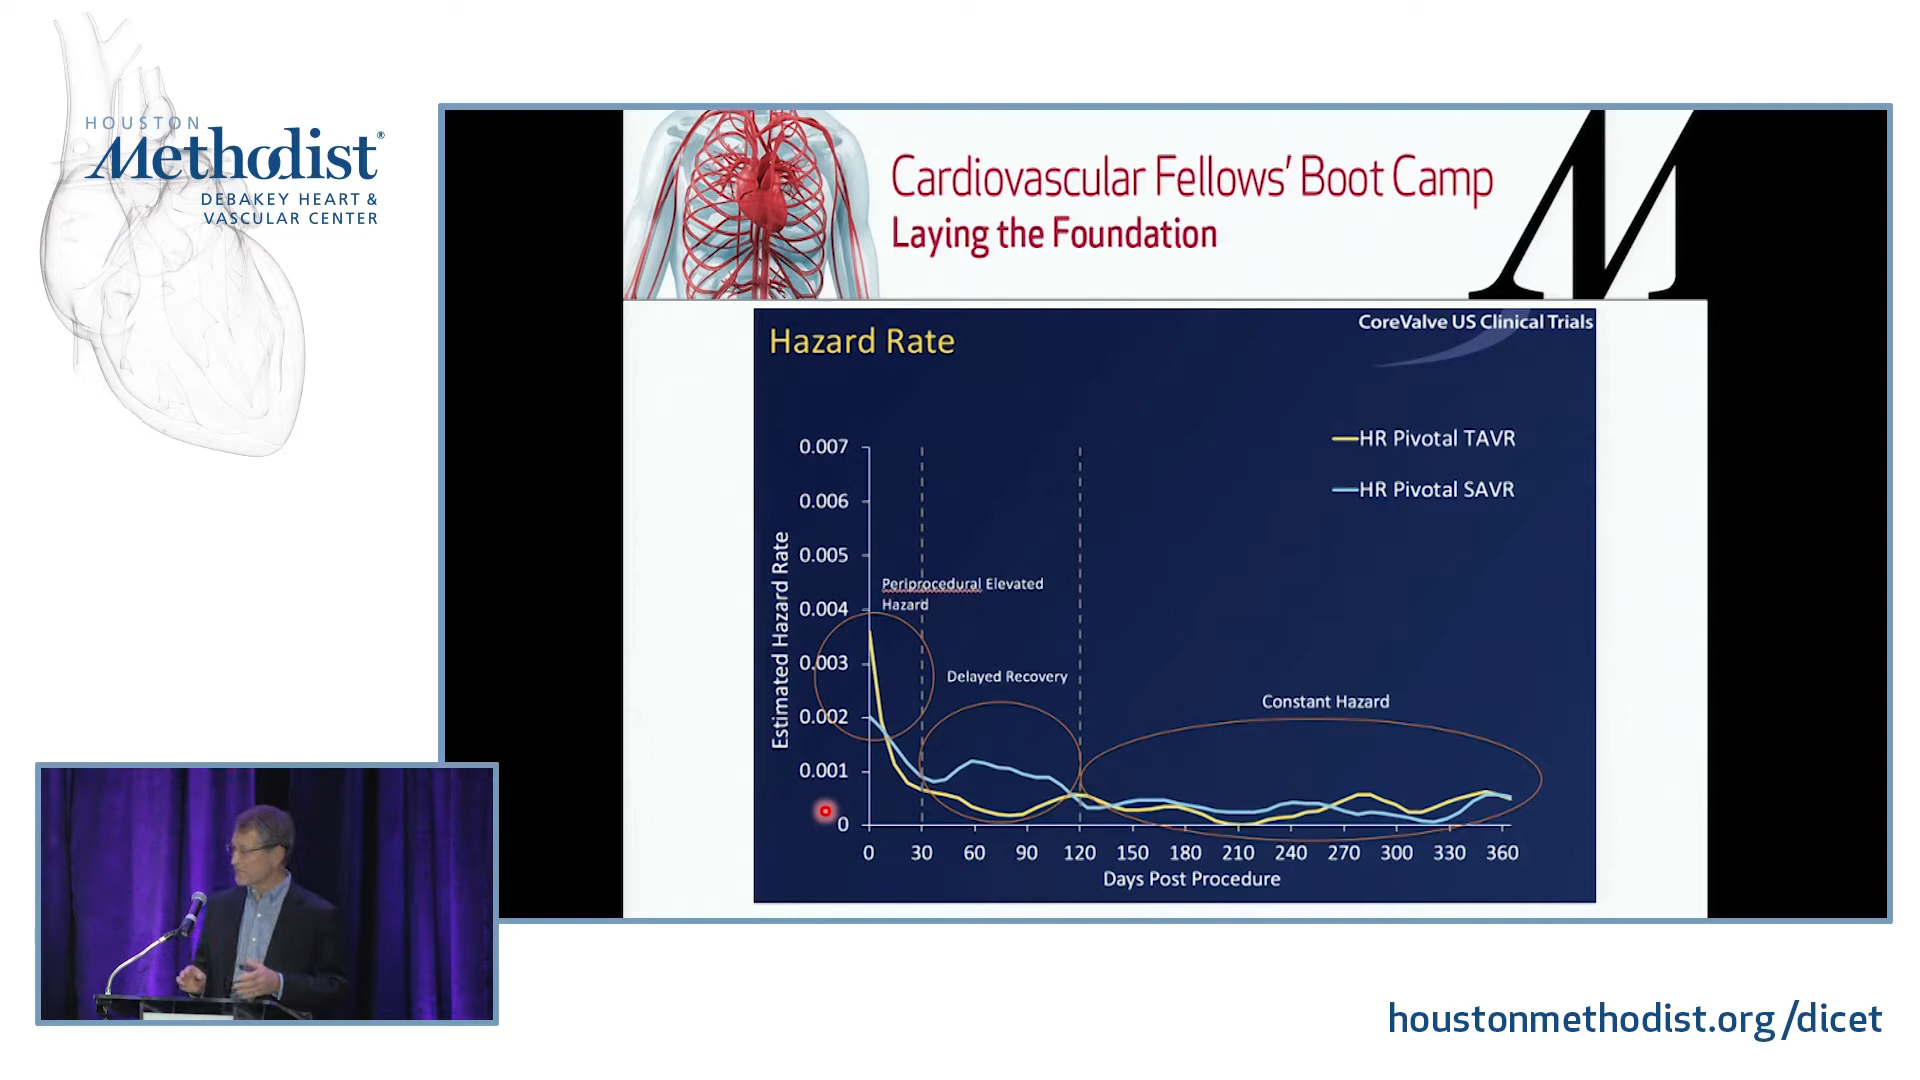 HOUSTON
Methodist®
DEBAKEY HEART &
VASCULAR CENTER
Cardiovascular Fellows' Boot Camp
Laying the Foundation
M
CoreValve US Clinical Trials
Hazard Rate
HR Pivotal TAVR
HR Pivotal SAVR
Estimated Hazard Rate
0.007
0.006
0.005
0.004
0.003
0.002
0.001
0
Periprocedural Elevated
Hazard
Delayed Recovery
Constant Hazard
0 30 60 90 120 150 180 210 240 270 300 330 360
Days Post Procedure
houstonmethodist.org/dicet